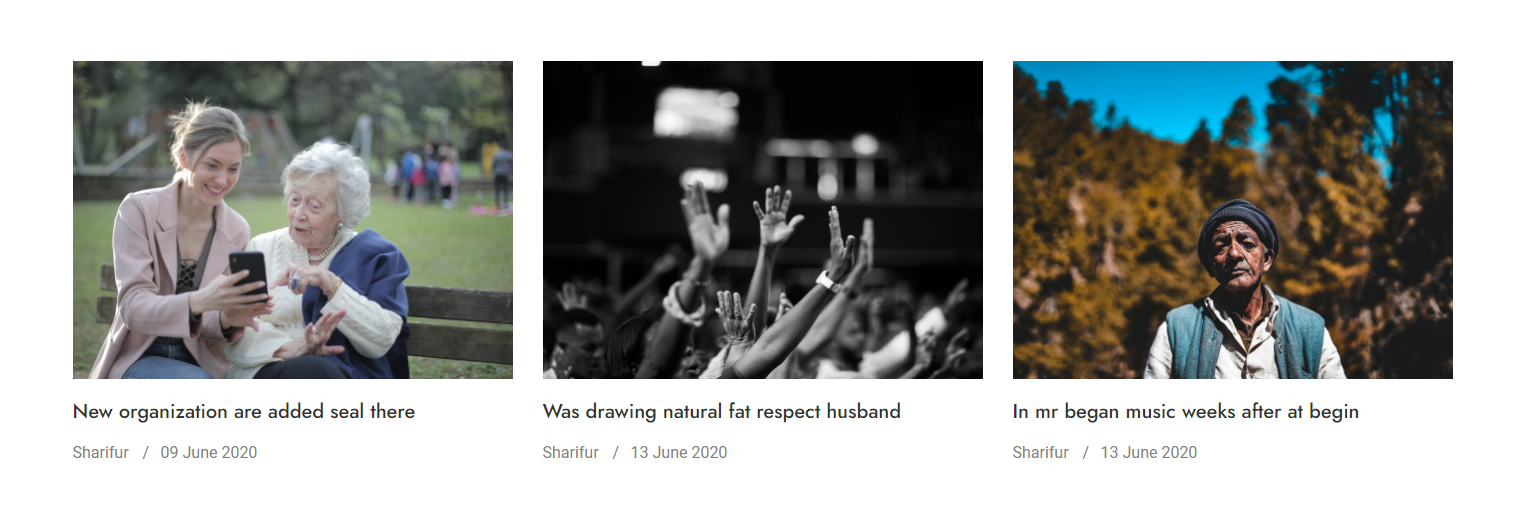 New organization are added seal there
Sharifur / 09 June 2020
Was drawing natural fat respect husband
Sharifur / 13 June 2020
In mr began music weeks after at begin
Sharifur / 13 June 2020